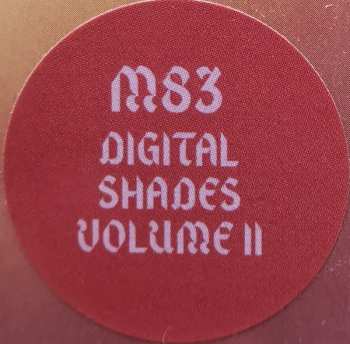 M83
DIGITAL
SHADES
VOLUME II